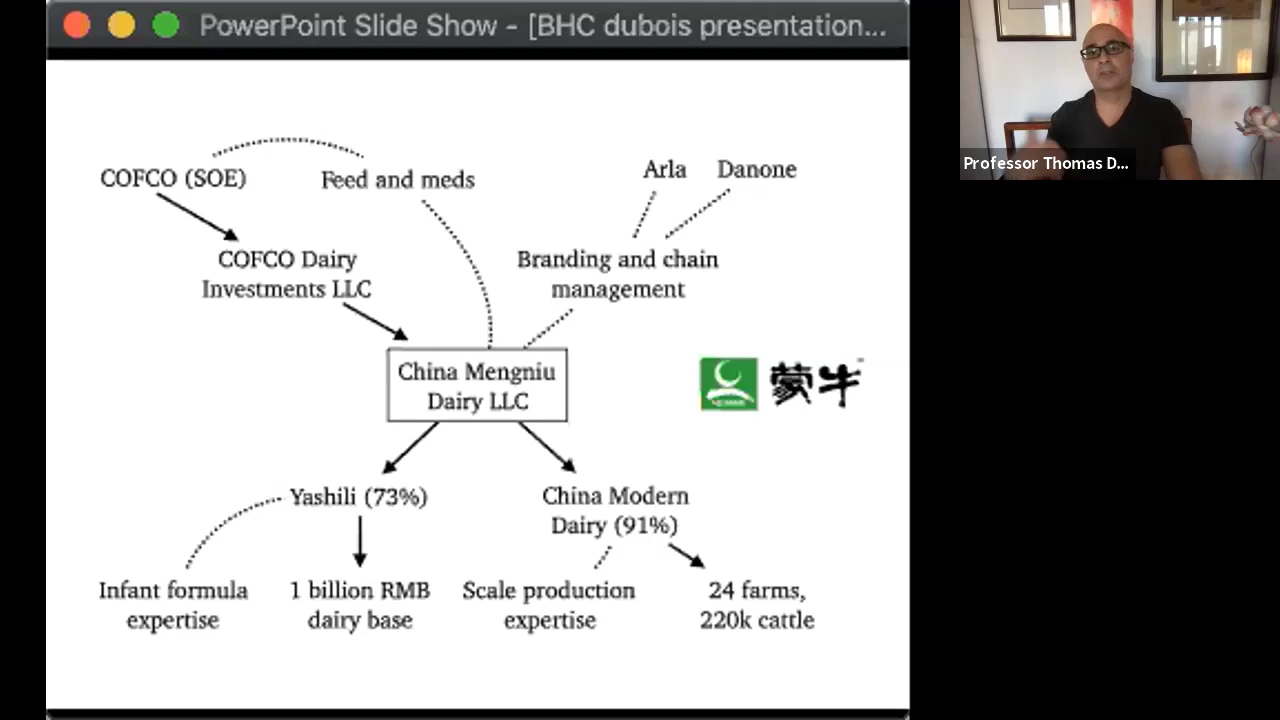 PowerPoint Slide Show - [BHC dubois presentation...
Professor Thomas D...
COFCO (SOE)
Feed and meds
Arla
Danone
COFCO Dairy
Investments LLC
Branding and chain
management
China Mengniu
Dairy LLC
蒙牛
Yashili (73%)
China Modern
Dairy (91%)
Infant formula
expertise
1 billion RMB
dairy base
Scale production
expertise
24 farms,
220k cattle